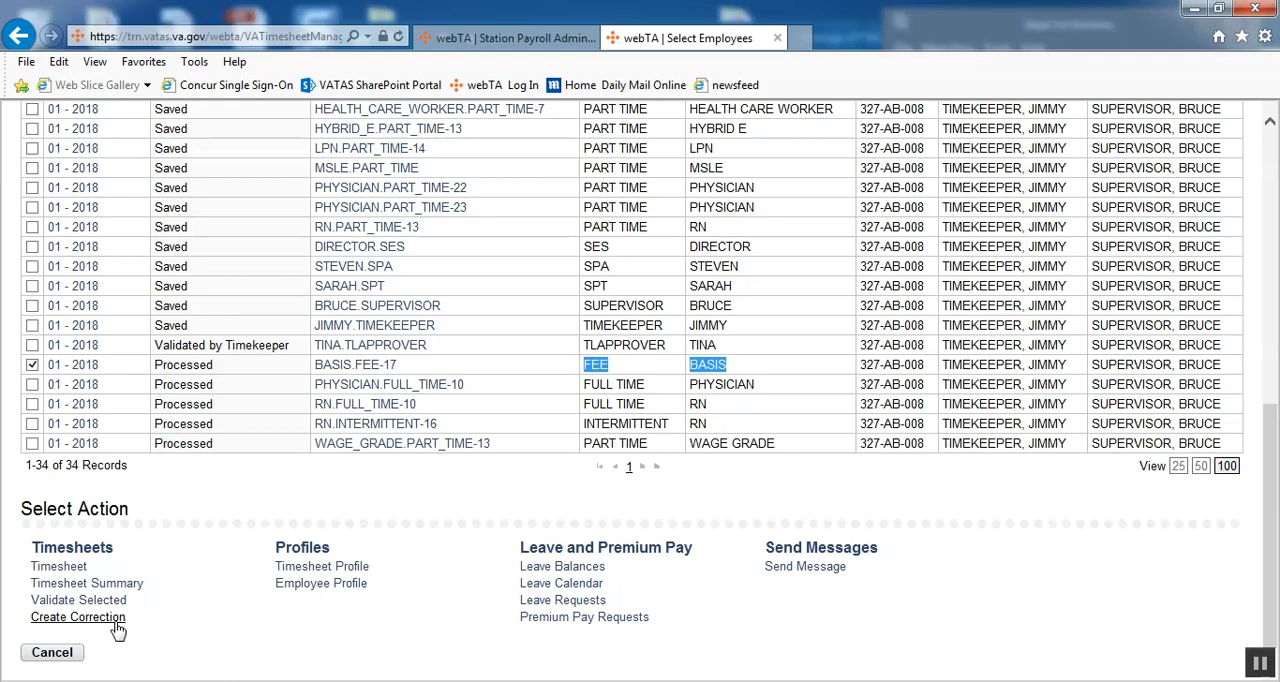 https://trn.vatas.va.gov/webta/VATimesheetManag
webTA | Station Payroll Admin...
webTA | Select Employees
File Edit View Favorites Tools Help
Web Slice Gallery Concur Single Sign-On VATAS SharePoint Portal webTA Log In Home Daily Mail Online newsfeed
01 - 2018 Saved HEALTH_CARE_WORKER.PART_TIME-7 PART TIME HEALTH CARE WORKER 327-AB-008 TIMEKEEPER, JIMMY SUPERVISOR, BRUCE
01 - 2018 Saved HYBRID_E.PART_TIME-13 PART TIME HYBRID E 327-AB-008 TIMEKEEPER, JIMMY SUPERVISOR, BRUCE
01 - 2018 Saved LPN.PART_TIME-14 PART TIME LPN 327-AB-008 TIMEKEEPER, JIMMY SUPERVISOR, BRUCE
01 - 2018 Saved MSLE.PART_TIME PART TIME MSLE 327-AB-008 TIMEKEEPER, JIMMY SUPERVISOR, BRUCE
01 - 2018 Saved PHYSICIAN.PART_TIME-22 PART TIME PHYSICIAN 327-AB-008 TIMEKEEPER, JIMMY SUPERVISOR, BRUCE
01 - 2018 Saved PHYSICIAN.PART_TIME-23 PART TIME PHYSICIAN 327-AB-008 TIMEKEEPER, JIMMY SUPERVISOR, BRUCE
01 - 2018 Saved RN.PART_TIME-13 PART TIME RN 327-AB-008 TIMEKEEPER, JIMMY SUPERVISOR, BRUCE
01 - 2018 Saved DIRECTOR.SES SES DIRECTOR 327-AB-008 TIMEKEEPER, JIMMY SUPERVISOR, BRUCE
01 - 2018 Saved STEVEN.SPA SPA STEVEN 327-AB-008 TIMEKEEPER, JIMMY SUPERVISOR, BRUCE
01 - 2018 Saved SARAH.SPT SPT SARAH 327-AB-008 TIMEKEEPER, JIMMY SUPERVISOR, BRUCE
01 - 2018 Saved BRUCE.SUPERVISOR SUPERVISOR BRUCE 327-AB-008 TIMEKEEPER, JIMMY SUPERVISOR, BRUCE
01 - 2018 Saved JIMMY.TIMEKEEPER TIMEKEEPER JIMMY 327-AB-008 TIMEKEEPER, JIMMY SUPERVISOR, BRUCE
01 - 2018 Validated by Timekeeper TINA.TLAPPROVER TLAPPROVER TINA 327-AB-008 TIMEKEEPER, JIMMY SUPERVISOR, BRUCE
01 - 2018 Processed BASIS.FEE-17 FEE BASIS 327-AB-008 TIMEKEEPER, JIMMY SUPERVISOR, BRUCE
01 - 2018 Processed PHYSICIAN.FULL_TIME-10 FULL TIME PHYSICIAN 327-AB-008 TIMEKEEPER, JIMMY SUPERVISOR, BRUCE
01 - 2018 Processed RN.FULL_TIME-10 FULL TIME RN 327-AB-008 TIMEKEEPER, JIMMY SUPERVISOR, BRUCE
01 - 2018 Processed RN.INTERMITTENT-16 INTERMITTENT RN 327-AB-008 TIMEKEEPER, JIMMY SUPERVISOR, BRUCE
01 - 2018 Processed WAGE_GRADE.PART_TIME-13 PART TIME WAGE GRADE 327-AB-008 TIMEKEEPER, JIMMY SUPERVISOR, BRUCE
1-34 of 34 Records 1 View 25 50 100
Select Action
Timesheets Profiles Leave and Premium Pay Send Messages
Timesheet Timesheet Profile Leave Balances Send Message
Timesheet Summary Employee Profile Leave Calendar
Validate Selected Leave Requests
Create Correction Premium Pay Requests
Cancel